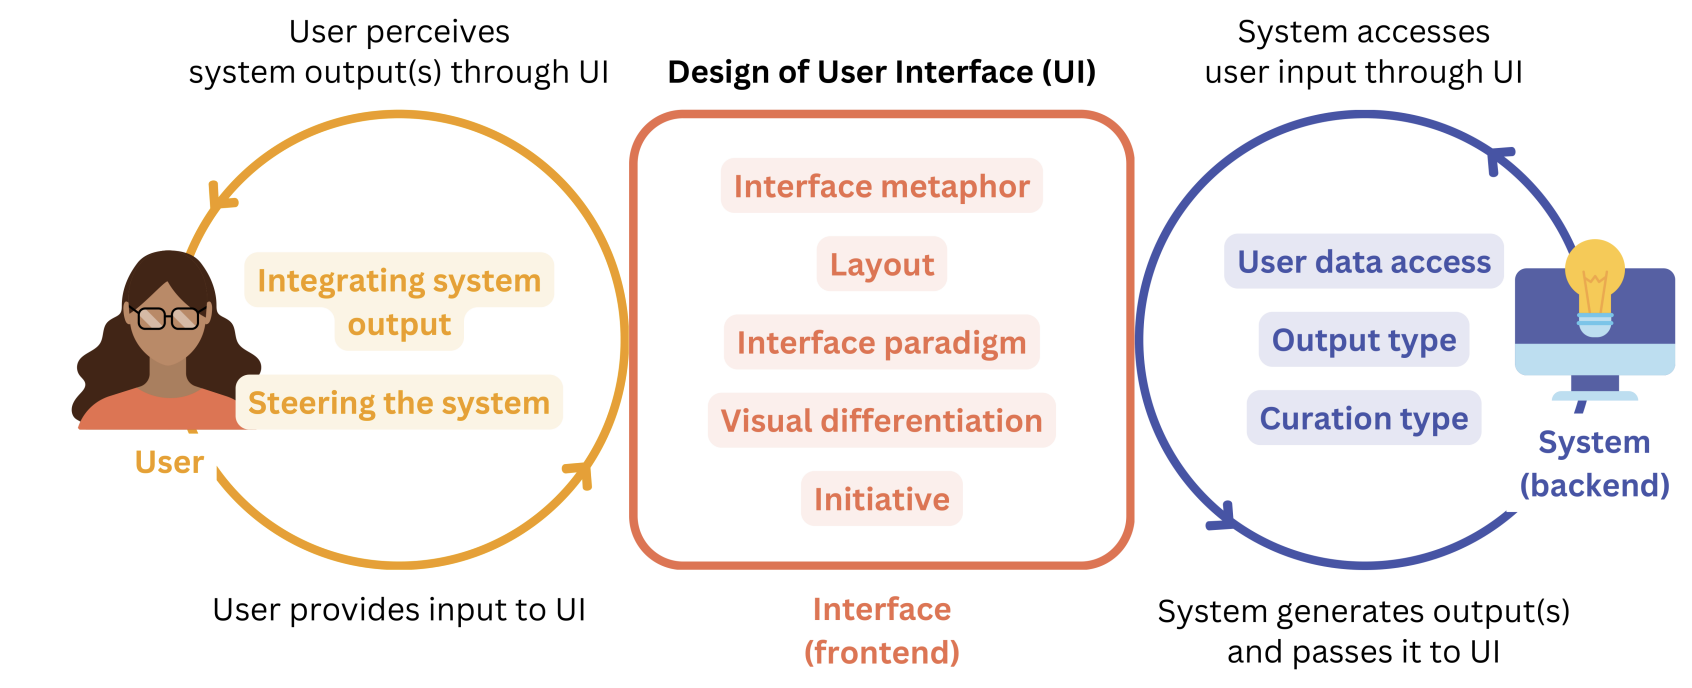 User perceives
system output(s) through UI
Integrating system
output
Steering the system
User
User provides input to UI
Design of User Interface (UI)
Interface metaphor
Layout
Interface paradigm
Visual differentiation
Initiative
Interface
(frontend)
System accesses
user input through UI
User data access
Output type
Curation type
System
(backend)
System generates output(s)
and passes it to UI